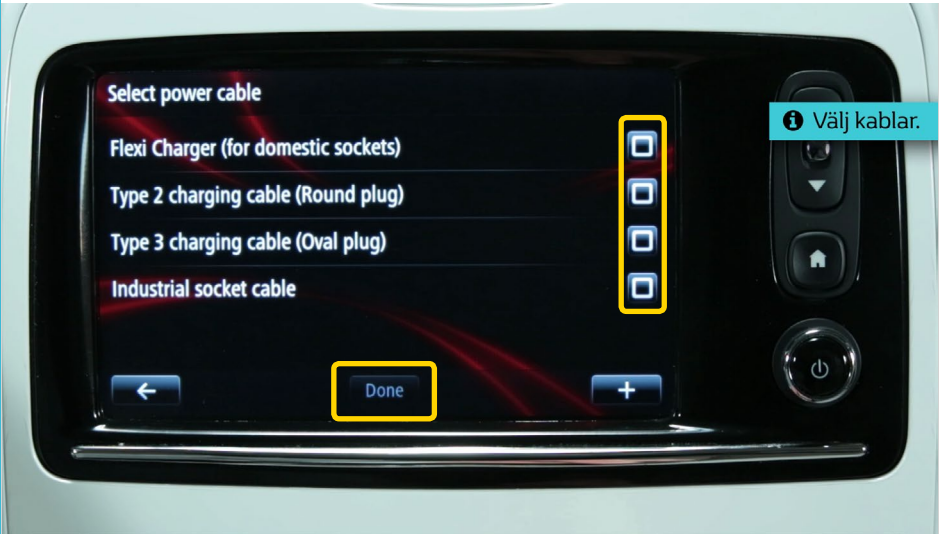 Select power cable
Välj kablar.
Flexi Charger (for domestic sockets)
Type 2 charging cable (Round plug)
Type 3 charging cable (Oval plug)
Industrial socket cable
Done